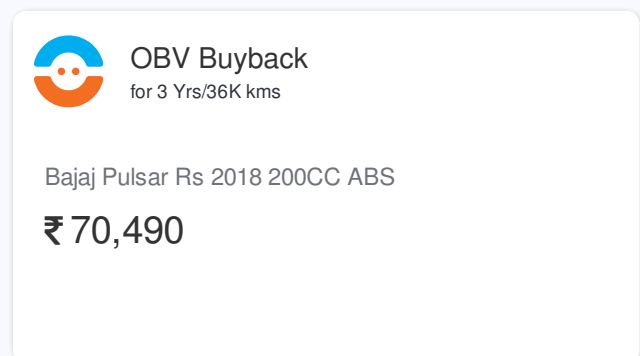 OBV Buyback
for 3 Yrs/36K kms
Bajaj Pulsar Rs 2018 200CC ABS
₹ 70,490